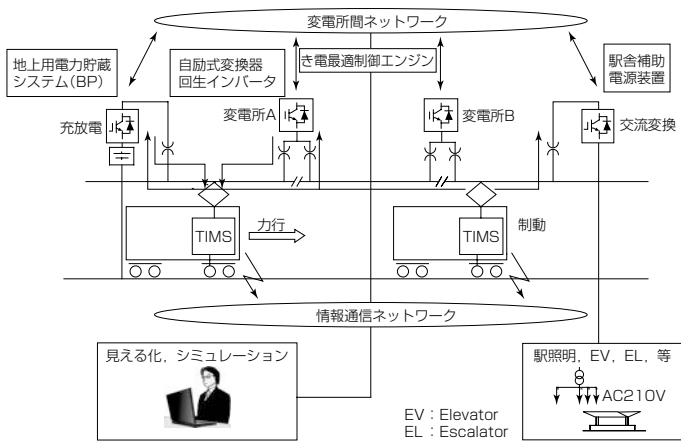 変電所間ネットワーク
地上用電力貯蔵
システム(BP)
自励式変換器
回生インバータ
き電最適制御エンジン
駅舎補助
電源装置
充放電
変電所A
変電所B
交流変換
TIMS
力行
TIMS
制動
情報通信ネットワーク
見える化，シミュレーション
駅照明，EV，EL，等
AC210V
EV：Elevator
EL：Escalator